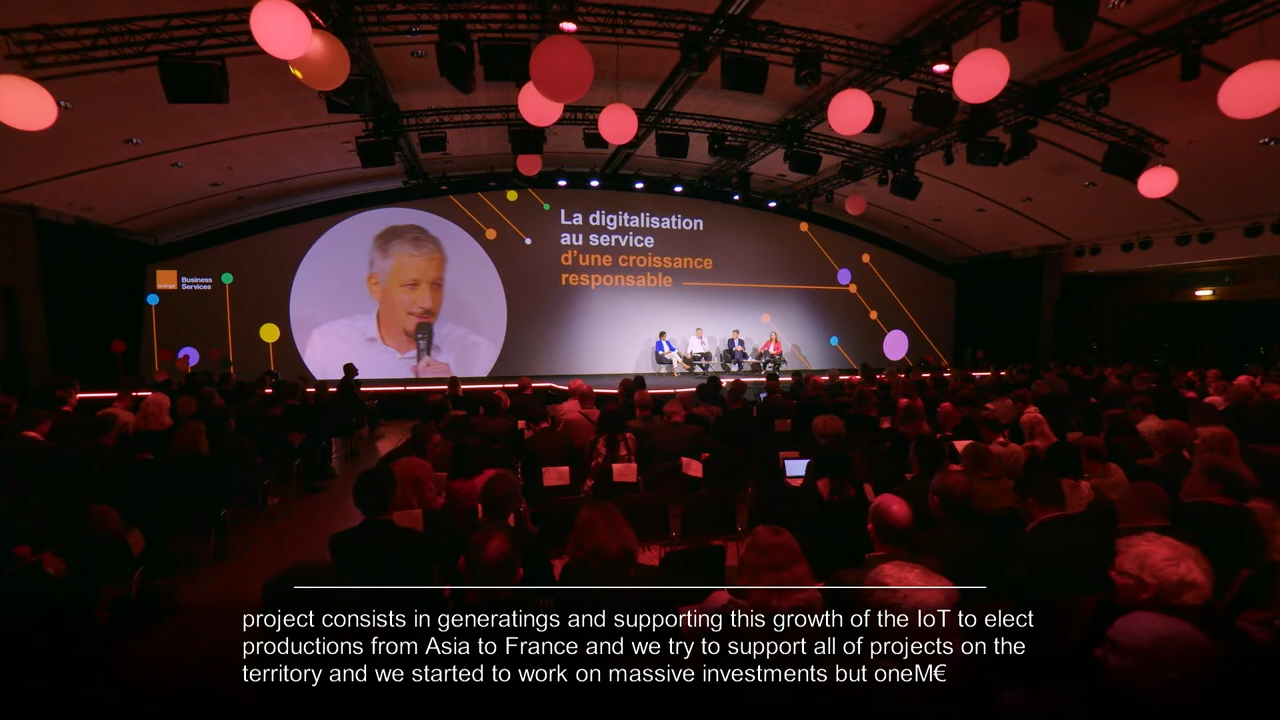 La digitalisation
au service
d'une croissance
responsable
orange
Business
Services
project consists in generatings and supporting this growth of the IoT to elect
productions from Asia to France and we try to support all of projects on the
territory and we started to work on massive investments but oneM€